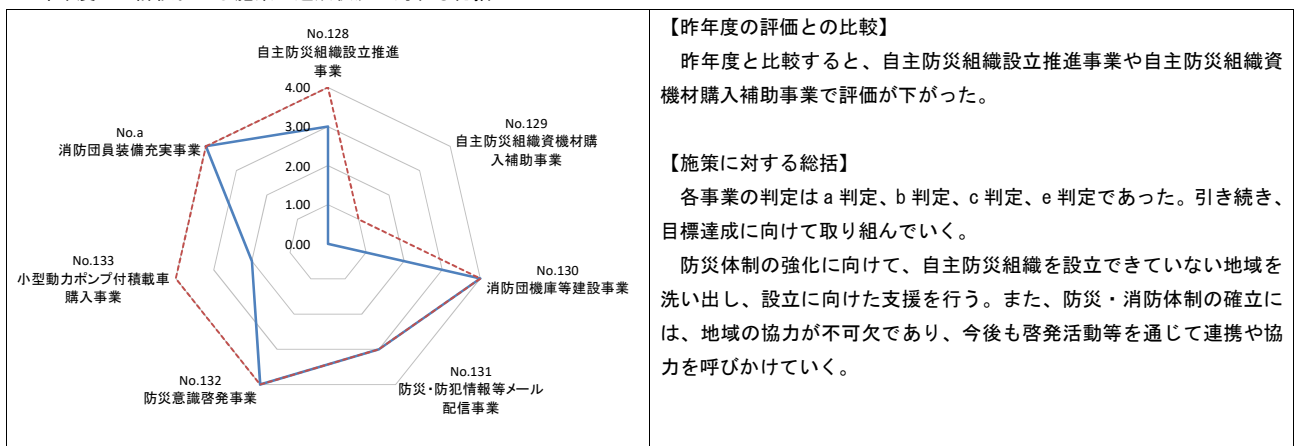 No.128
自主防災組織設立推進
事業
4.00
3.00
2.00
1.00
0.00
No.129
自主防災組織資機材購
入補助事業
No.130
消防団機庫等建設事業
No.131
防災・防犯情報等メール
配信事業
No.132
防災意識啓発事業
No.133
小型動力ポンプ付積載車
購入事業
No.a
消防団員装備充実事業
【昨年度の評価との比較】
昨年度と比較すると、自主防災組織設立推進事業や自主防災組織資
機材購入補助事業で評価が下がった。
【施策に対する総括】
各事業の判定は a 判定、b 判定、c 判定、e 判定であった。引き続き、
目標達成に向けて取り組んでいく。
防災体制の強化に向けて、自主防災組織を設立できていない地域を
洗い出し、設立に向けた支援を行う。また、防災・消防体制の確立に
は、地域の協力が不可欠であり、今後も啓発活動等を通じて連携や協
力を呼びかけていく。